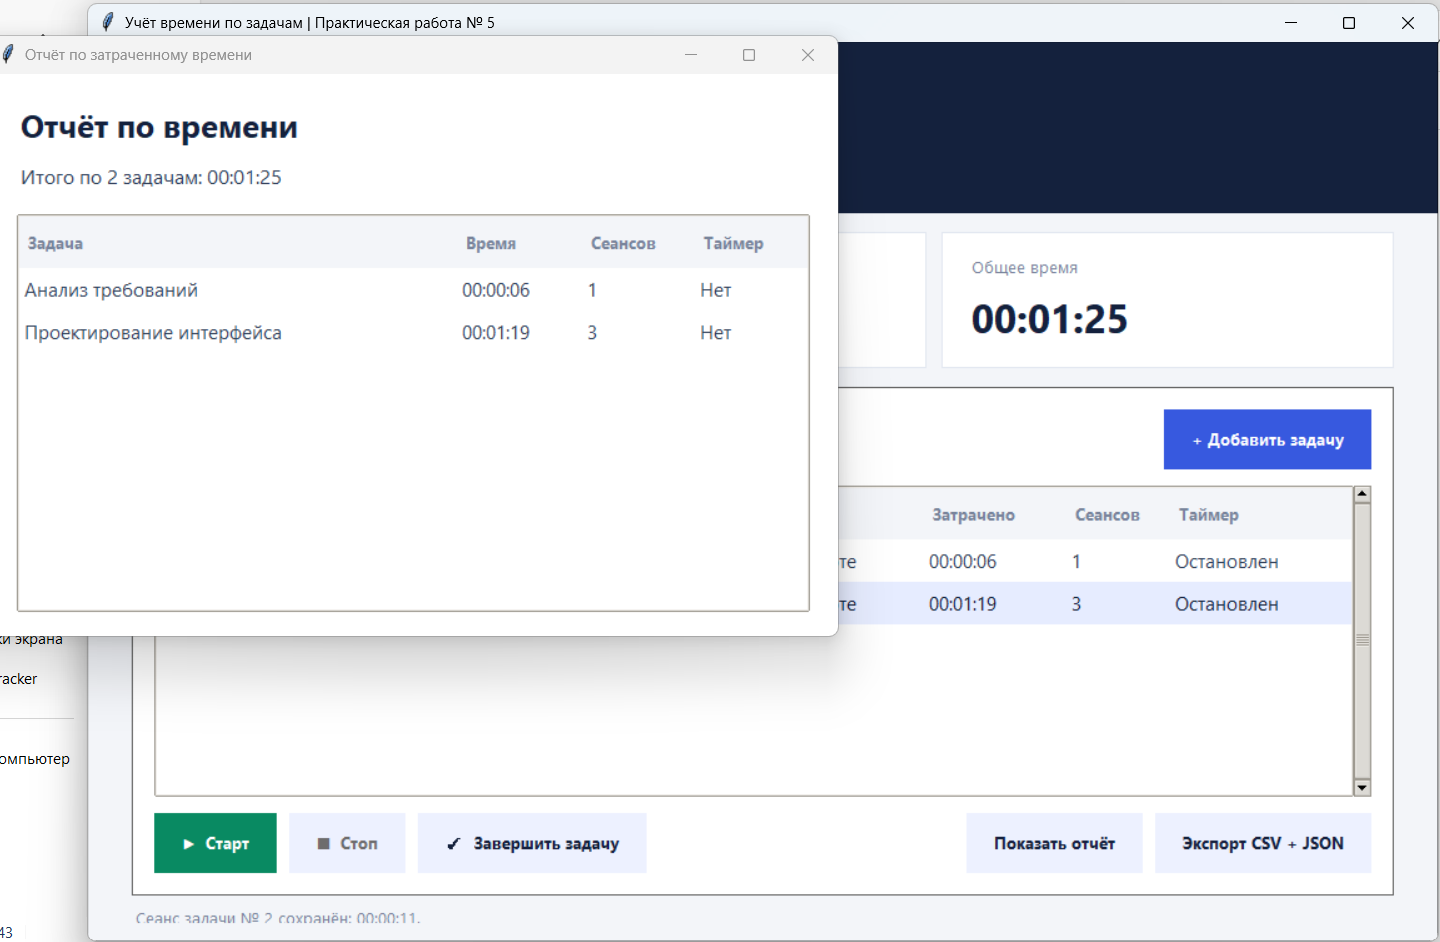 Учёт времени по задачам | Практическая работа № 5
Отчёт по затраченному времени
Отчёт по времени
Итого по 2 задачам: 00:01:25
Задача Время Сеансов Таймер
Анализ требований 00:00:06 1 Нет
Проектирование интерфейса 00:01:19 3 Нет
Общее время
00:01:25
+ Добавить задачу
Затрачено Сеансов Таймер
те 00:00:06 1 Остановлен
те 00:01:19 3 Остановлен
ки экрана
racker
омпьютер
43
► Старт
■ Стоп
✓ Завершить задачу
Показать отчёт
Экспорт CSV + JSON
Сеанс задачи № 2 сохранён: 00:00:11.